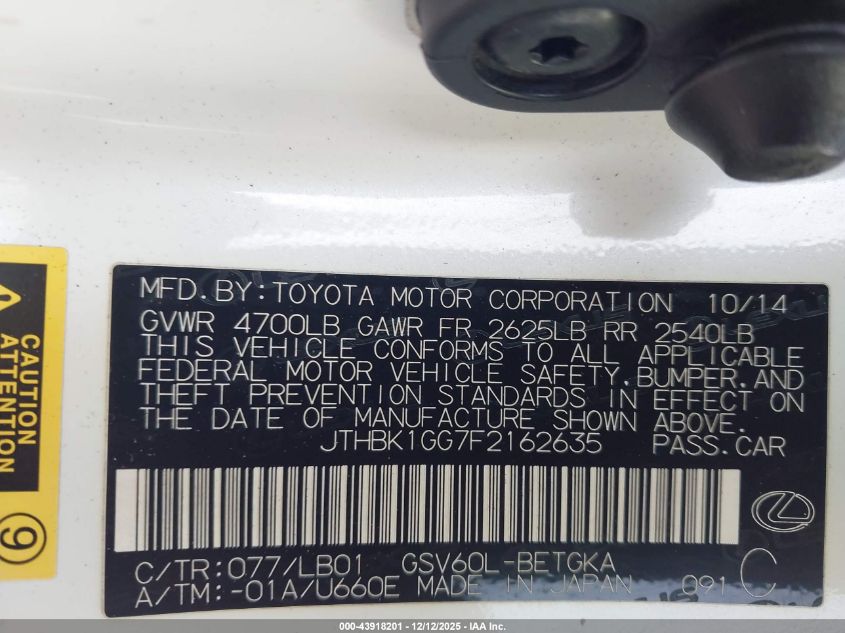 MFD.BY:TOYOTA MOTOR CORPORATION 10/14
GVWR 4700LB GAWR FR 2625LB RR 2540LB
THIS VEHICLE CONFORMS TO ALL APPLICABLE
FEDERAL MOTOR VEHICLE SAFETY,BUMPER,AND
THEFT PREVENTION STANDARDS IN EFFECT ON
THE DATE OF MANUFACTURE SHOWN ABOVE.
JTHBK1GG7F2162635 PASS.CAR
C/TR:077/LB01 GSV60L-BETGKA C
A/TM:-01A/U660E MADE IN JAPAN 091
CAUTION
ATTENTION
9
000-43918201 - 12/12/2025 - IAA Inc.